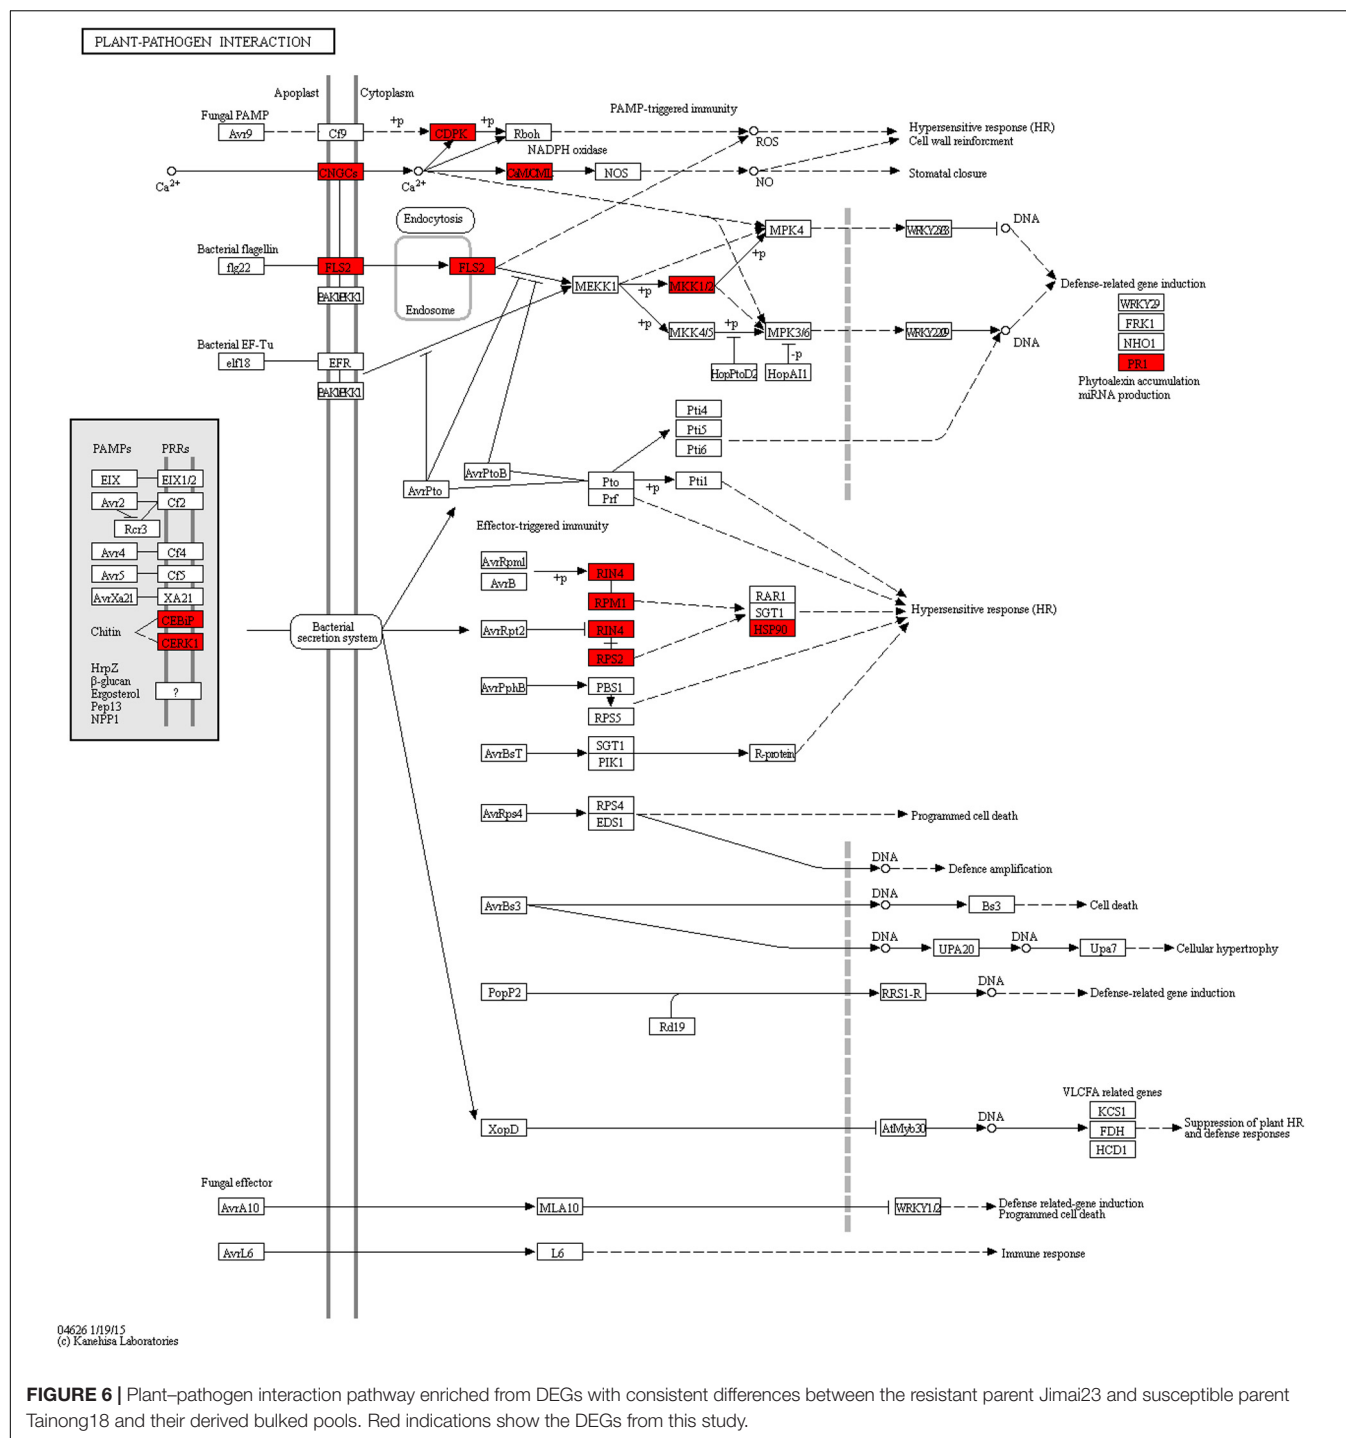 PLANT-PATHOGEN INTERACTION
Apoplast
Cytoplasm
PAMP-triggered immunity
Fungal PAMP
Avr9
Cf9
+p
CDPK
+p
Rboh
ROS
Hypersensitive response (HR)
Cell wall reinforcment
NADPH oxidase
Ca2+
CNGCs
Ca2+
CaMCML
NOS
NO
Stomatal closure
Endocytosis
MPK4
DNA
Bacterial flagellin
flg22
FLS2
FLS2
MEKK1
+p
MKK1/2
+p
Defense-related gene induction
WRKY29
FRK1
NHO1
PR1
Phytoalexin accumulation
miRNA production
Endosome
+p
MKK4/5
+p
MPK3/6
DNA
Bacterial EF-Tu
elf18
EFR
HopPtoD2
-p
HopAI1
Pti4
Pti5
Pti6
AvrPto
AvrPtoB
Pto
Prf
+p
Pti1
PAMPs
PRRs
EIX
EIX1/2
Avr2
Cf2
Rcr3
Avr4
Cf4
Avr5
Cf5
AvrXa21
XA21
Chitin
CEBiP
CERK1
HrpZ
β-glucan
Ergosterol
Pep13
NPP1
?
Effector-triggered immunity
AvrRpm1
AvrB
+p
RIN4
RPM1
RAR1
SGT1
HSP90
Hypersensitive response (HR)
Bacterial
secretion system
AvrRpt2
RIN4
RPS2
AvrPphB
PBS1
RPS5
AvrBsT
SGT1
PIK1
R-protein
AvrRps4
RPS4
EDS1
Programmed cell death
DNA
Defence amplification
AvrBs3
DNA
Bs3
Cell death
DNA
UPA20
DNA
Upa7
Cellular hypertrophy
PopP2
Rd19
RRS1-R
DNA
Defense-related gene induction
XopD
AtMyb30
DNA
VLCFA related genes
KCS1
FDH
HCD1
Suppression of plant HR
and defense responses
Fungal effector
AvrA10
MLA10
WRKY1/2
Defense related-gene induction
Programmed cell death
AvrL6
L6
Immune response
04626 1/19/15
(c) Kanehisa Laboratories
FIGURE 6 | Plant–pathogen interaction pathway enriched from DEGs with consistent differences between the resistant parent Jimai23 and susceptible parent
Tainong18 and their derived bulked pools. Red indications show the DEGs from this study.